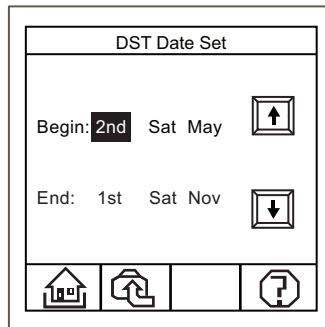 DST Date Set
Begin: 2nd Sat May
End: 1st Sat Nov
?